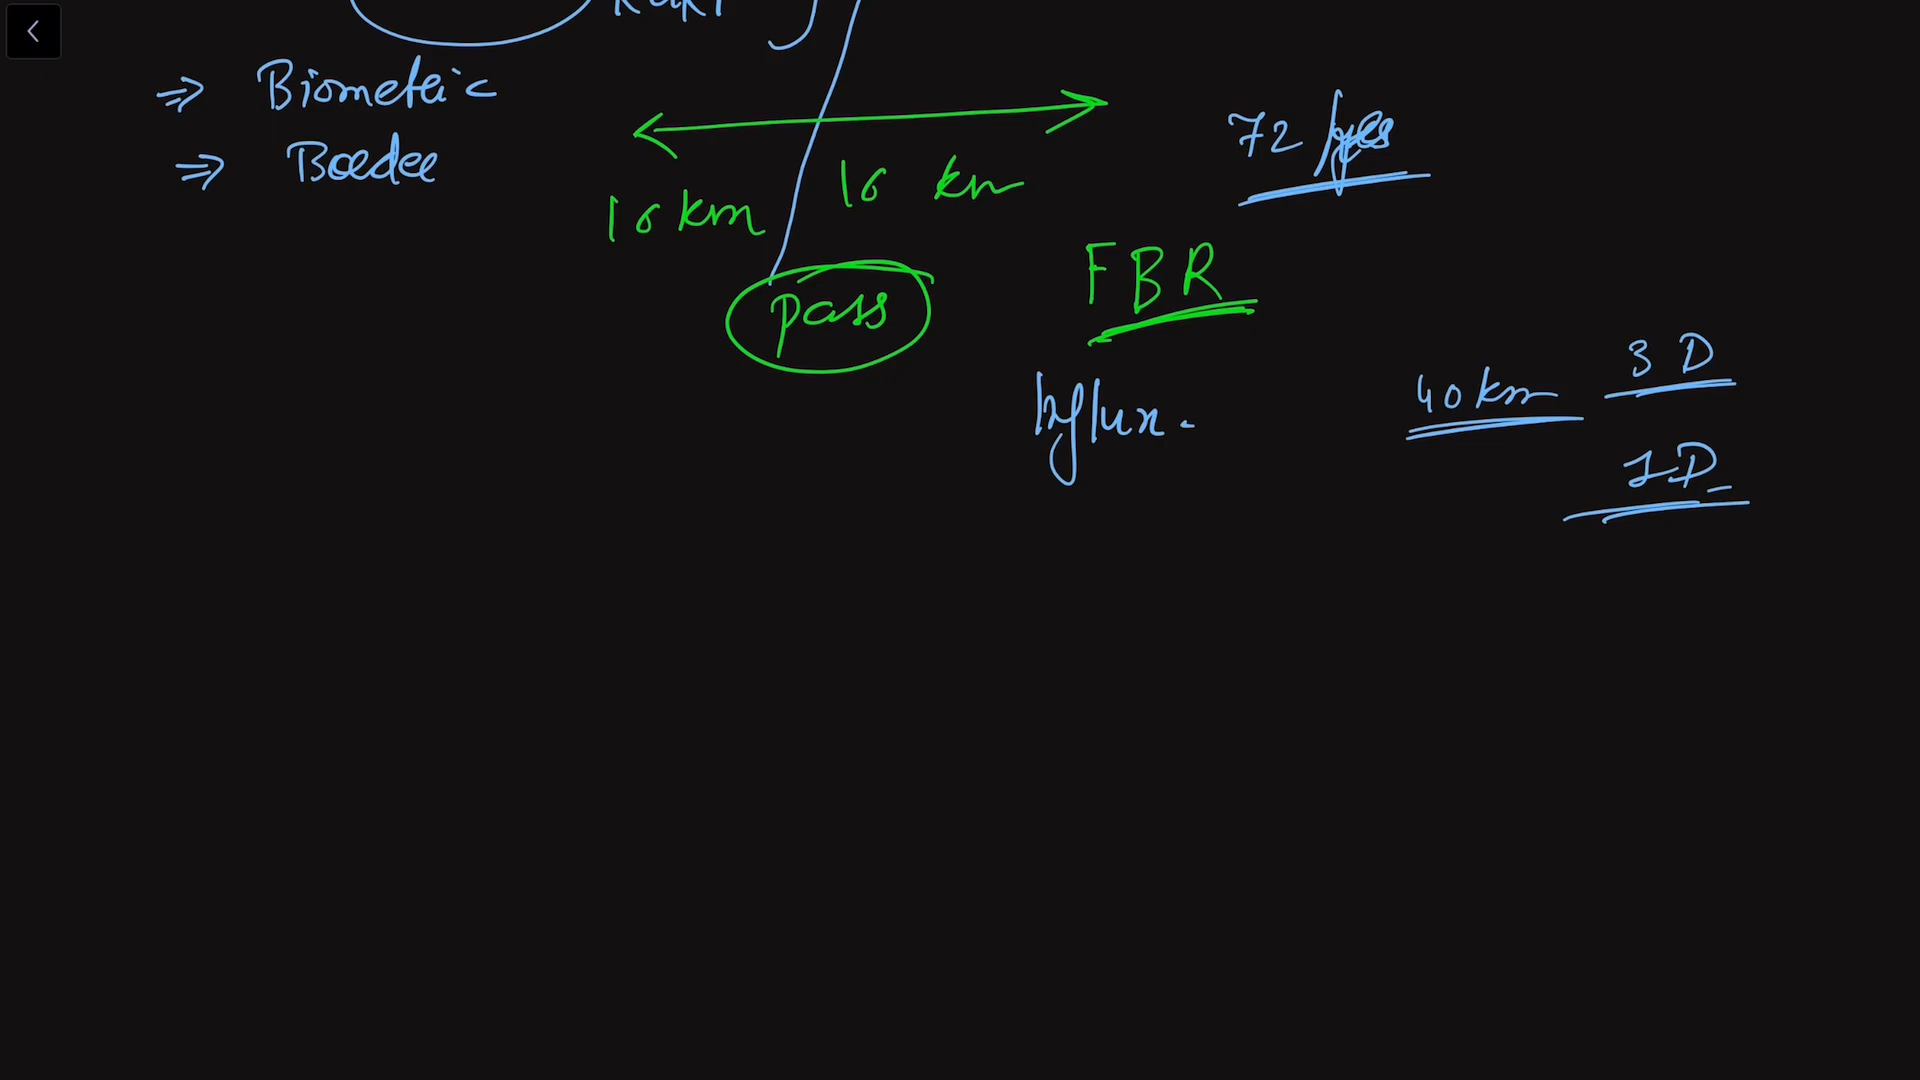 ⇒ Biometric
⇒ Border
16 km
16 km
72 hrs
pass
FBR
Influx.
40 km
3 D
1 D